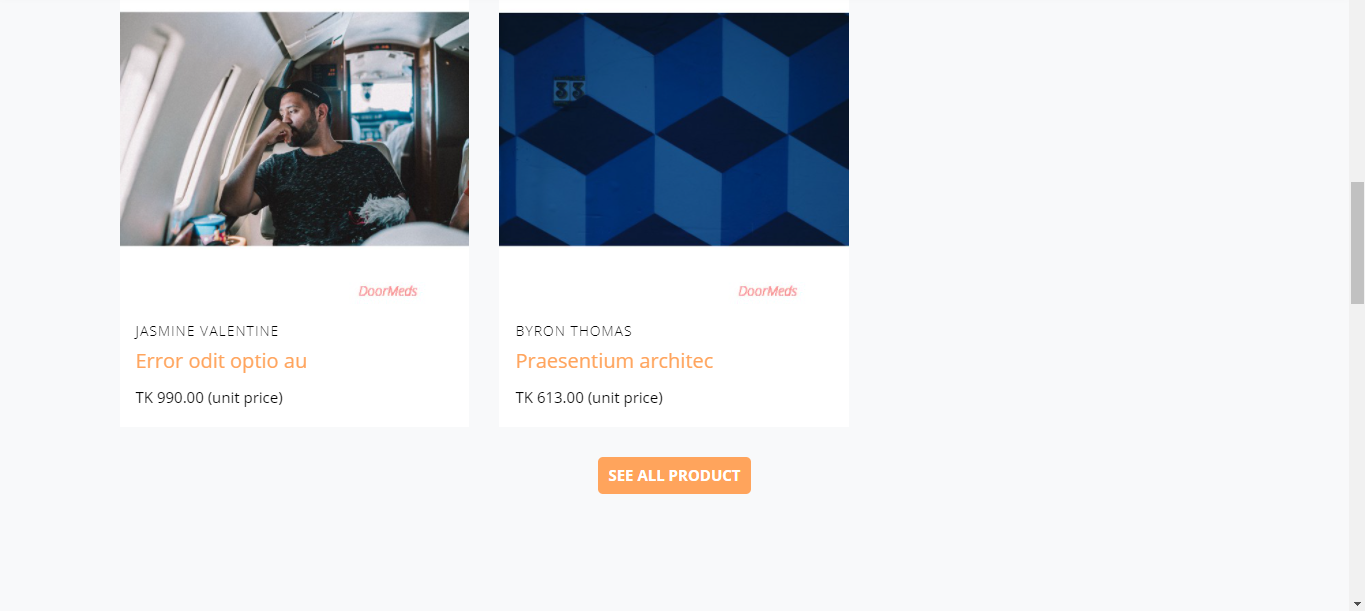 DoorMeds
JASMINE VALENTINE
Error odit optio au
TK 990.00 (unit price)
DoorMeds
BYRON THOMAS
Praesentium architec
TK 613.00 (unit price)
SEE ALL PRODUCT